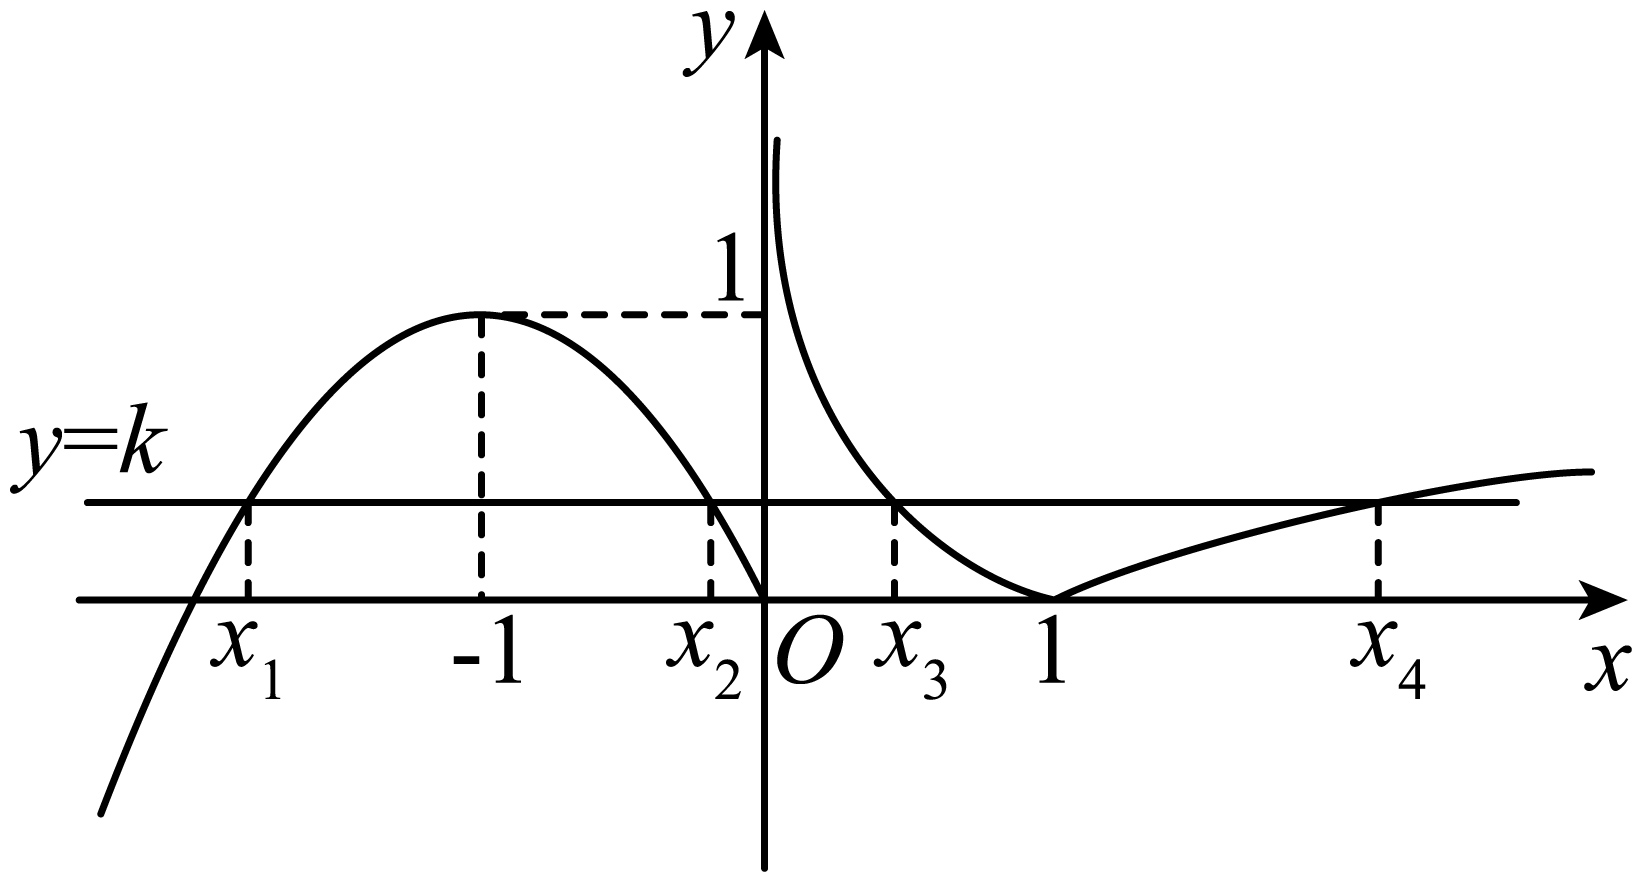 y
1
y=k
x₁ -1 x₂ O x₃ 1 x₄ x